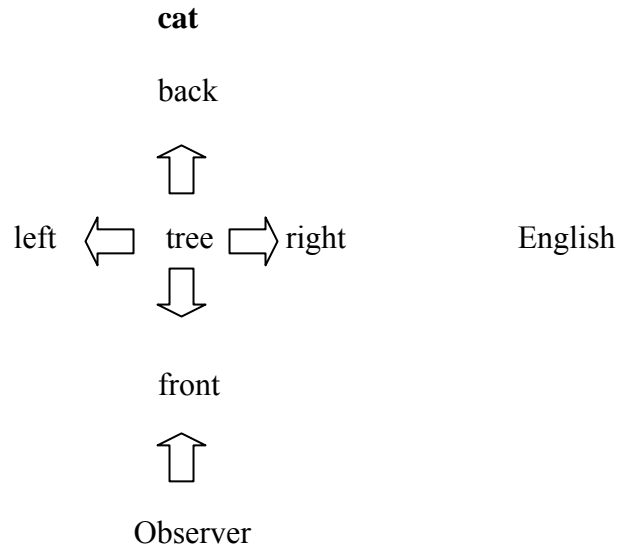 cat
back
left tree right English
front
Observer